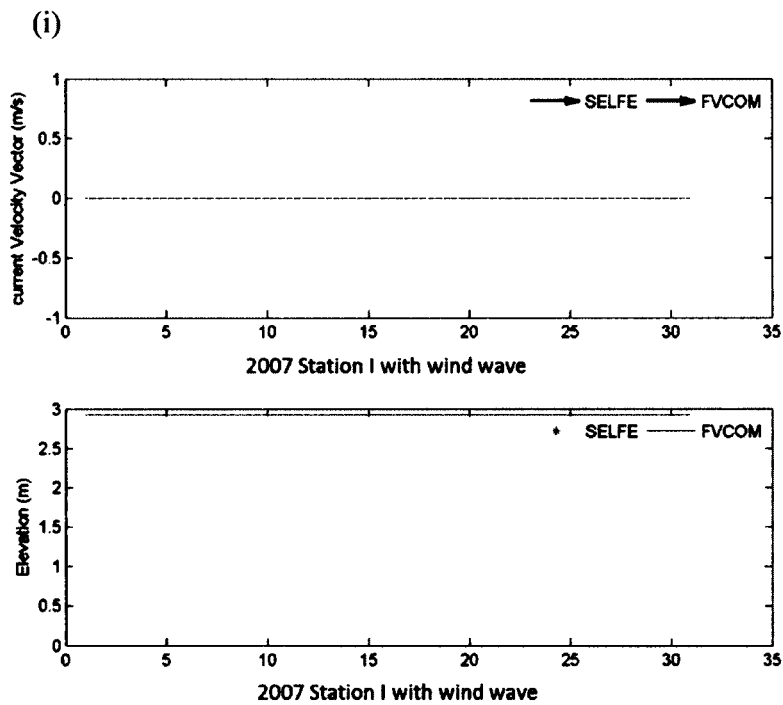 (i)
1
0.5
0
-0.5
-1
current Velocity Vector (m/s)
SELFE FVCOM
0 5 10 15 20 25 30 35
2007 Station I with wind wave
3
2.5
2
1.5
1
0.5
0
Elevation (m)
* SELFE FVCOM
0 5 10 15 20 25 30 35
2007 Station I with wind wave